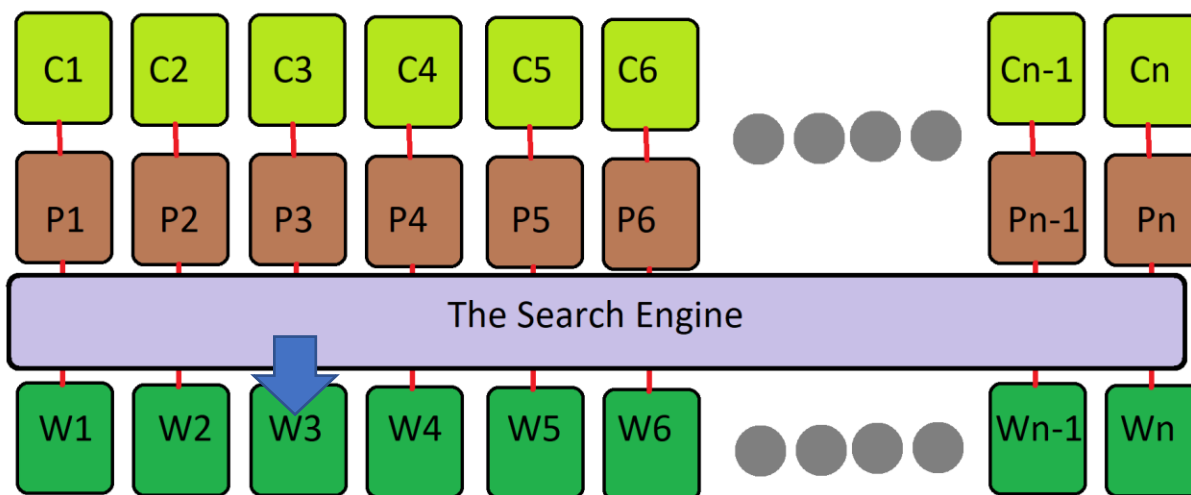 C1 C2 C3 C4 C5 C6 Cn-1 Cn
P1 P2 P3 P4 P5 P6 Pn-1 Pn
The Search Engine
W1 W2 W3 W4 W5 W6 Wn-1 Wn